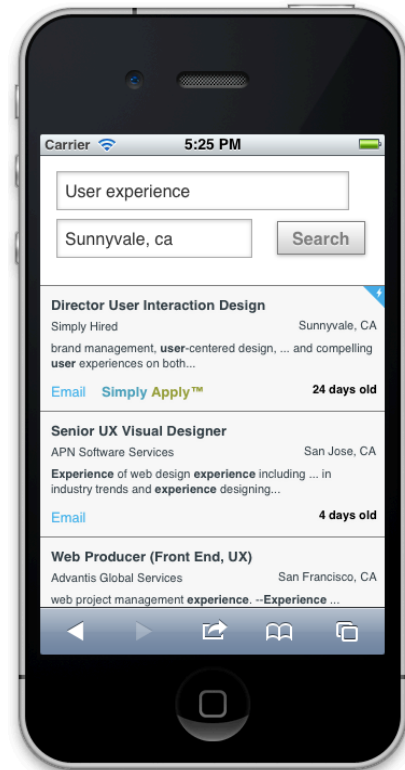 Carrier 5:25 PM
User experience
Sunnyvale, ca Search
Director User Interaction Design
Simply Hired Sunnyvale, CA
brand management, user-centered design, ... and compelling
user experiences on both...
Email Simply Apply™ 24 days old
Senior UX Visual Designer
APN Software Services San Jose, CA
Experience of web design experience including ... in
industry trends and experience designing...
Email 4 days old
Web Producer (Front End, UX)
Advantis Global Services San Francisco, CA
web project management experience. --Experience ...